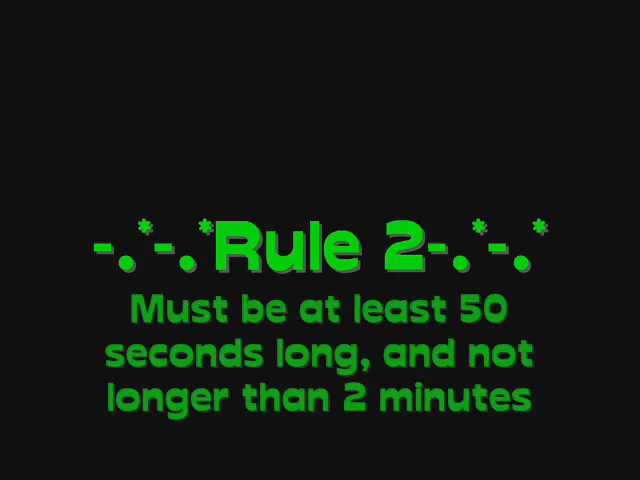 -.*-.*Rule 2-.*-.*
Must be at least 50
seconds long, and not
longer than 2 minutes